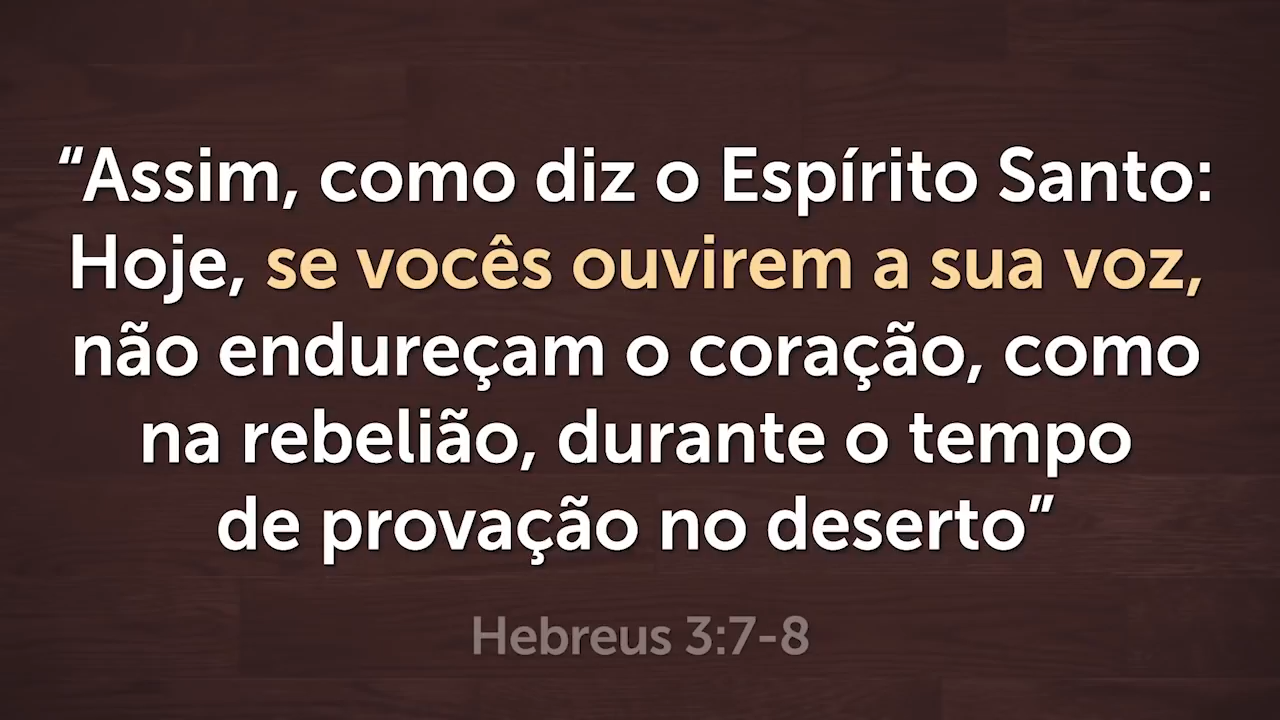 “Assim, como diz o Espírito Santo:
Hoje, se vocês ouvirem a sua voz,
não endureçam o coração, como
na rebelião, durante o tempo
de provação no deserto”
Hebreus 3:7-8